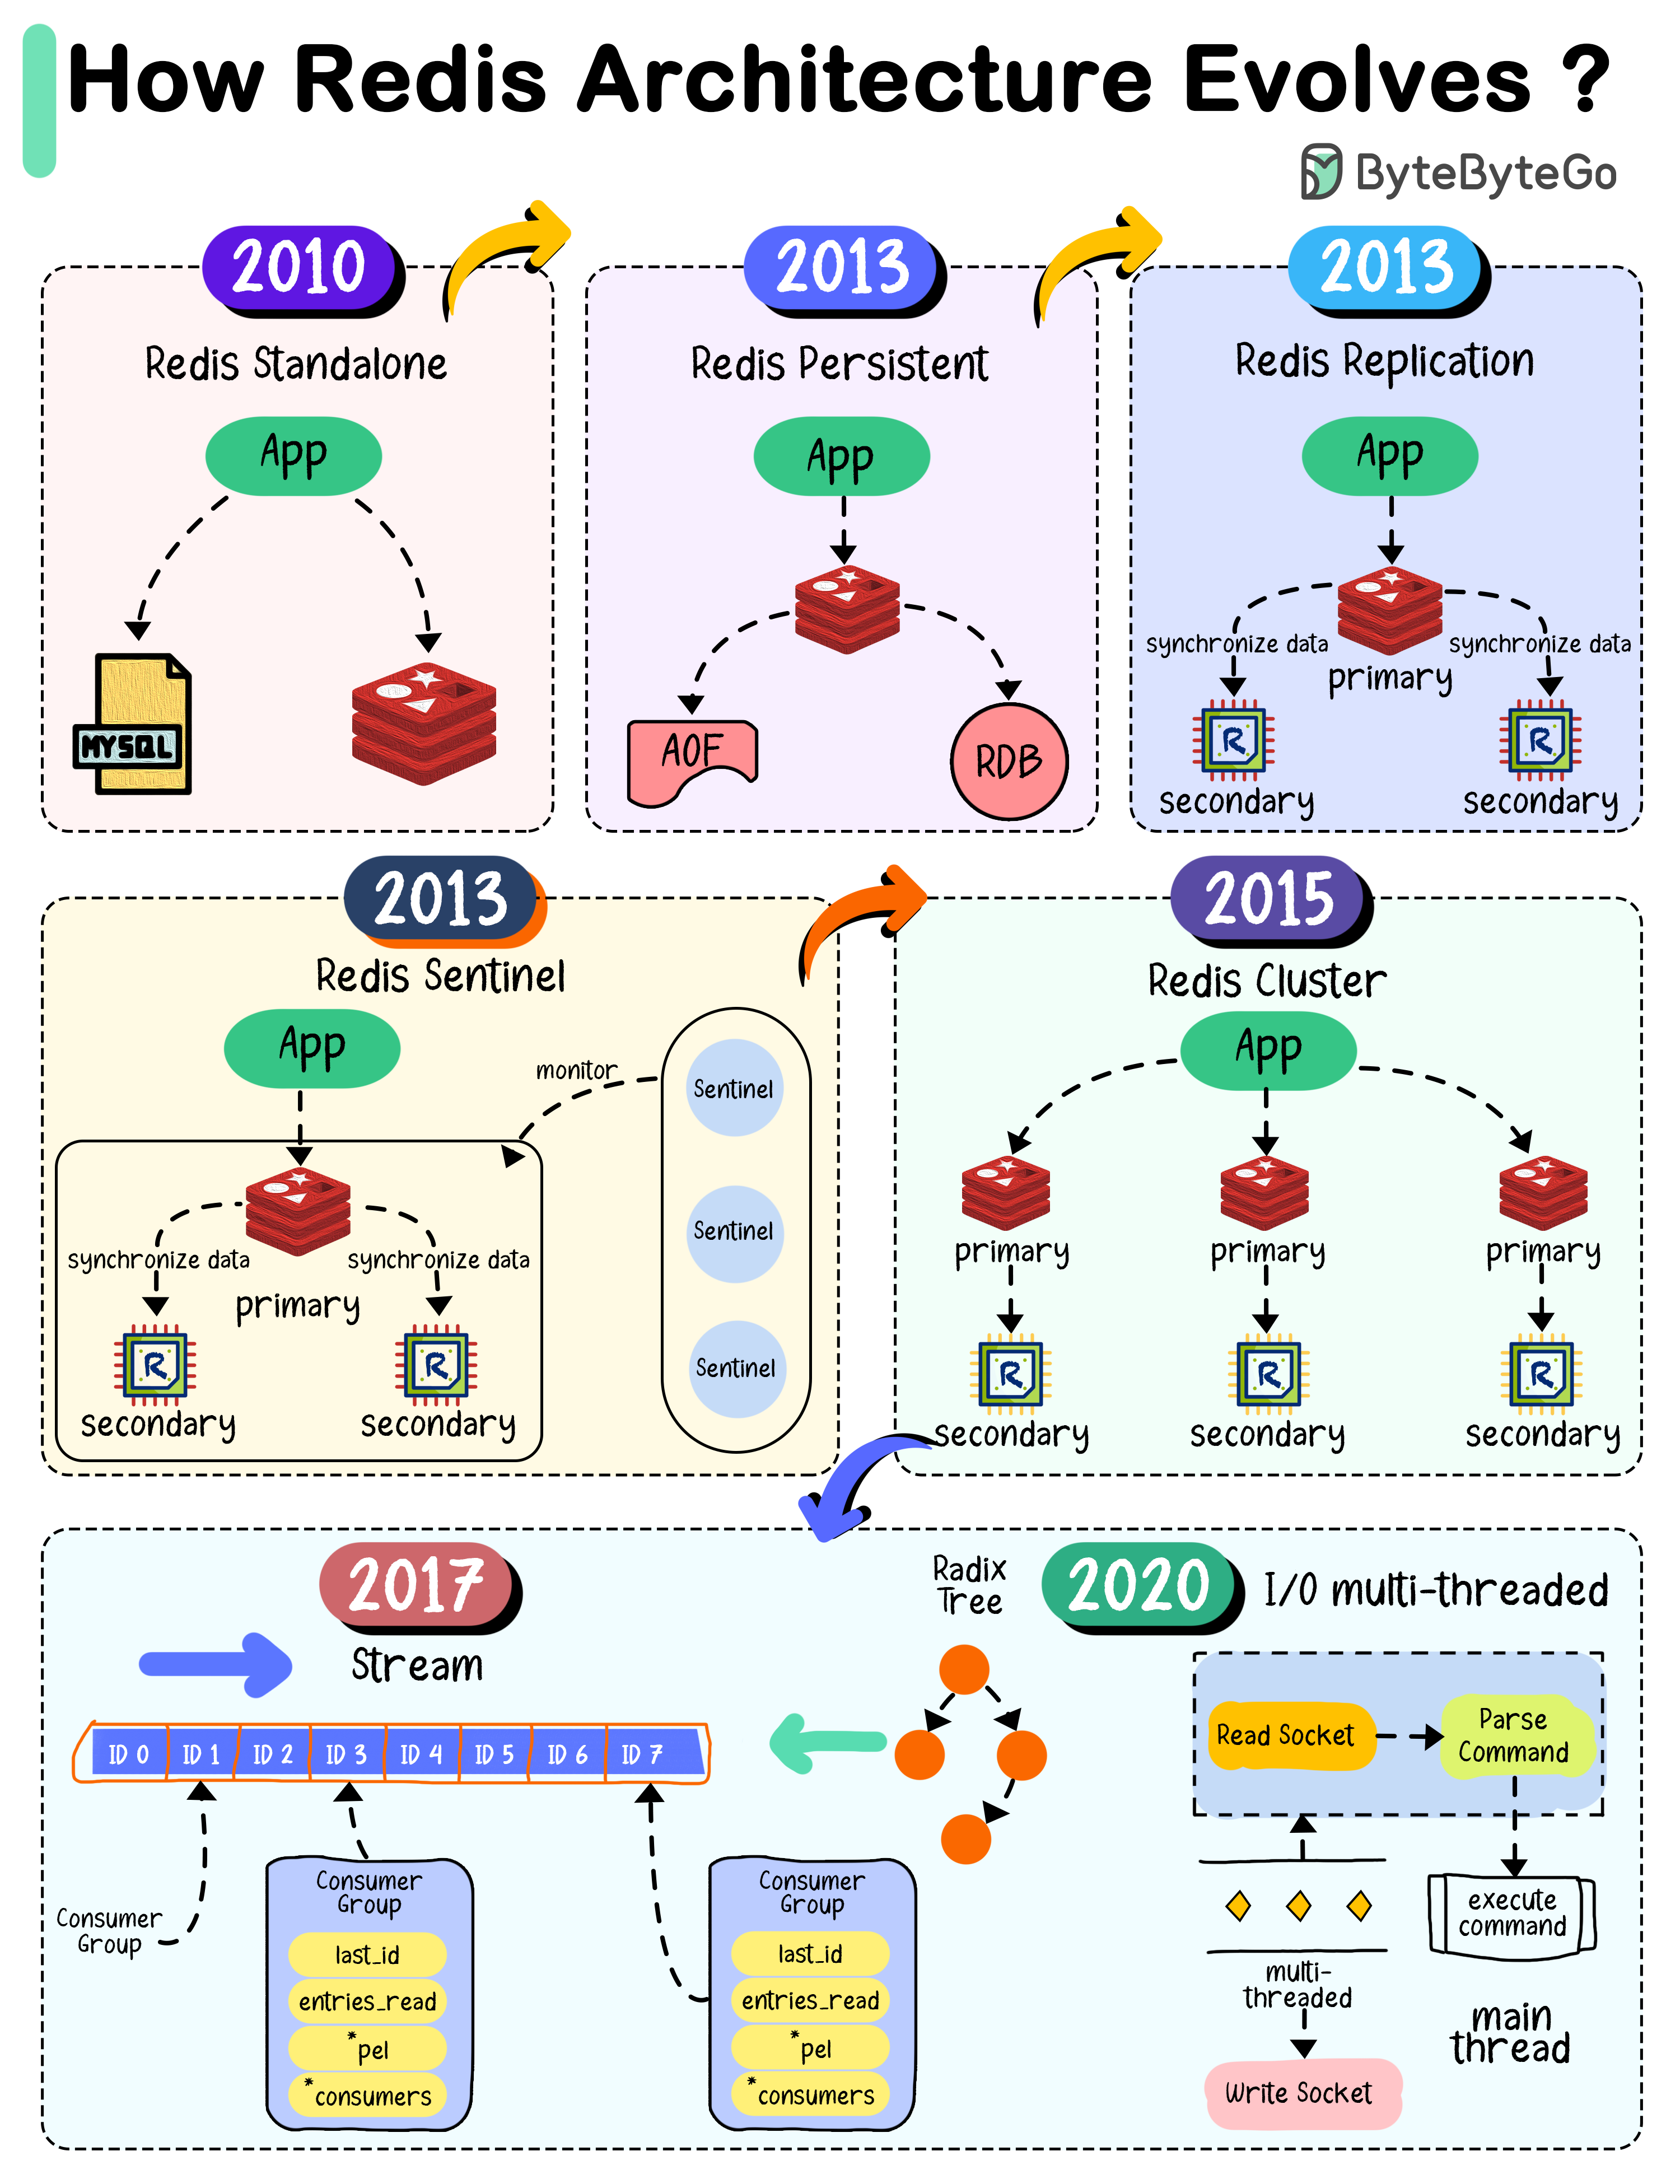 How Redis Architecture Evolves ?
ByteByteGo
2010
Redis Standalone
App
MYSQL
2013
Redis Persistent
App
AOF
RDB
2013
Redis Replication
App
synchronize data
synchronize data
primary
R
R
secondary
secondary
2013
Redis Sentinel
App
monitor
Sentinel
Sentinel
Sentinel
synchronize data
synchronize data
primary
R
R
secondary
secondary
2015
Redis Cluster
App
primary
primary
primary
R
R
R
secondary
secondary
secondary
2017
Stream
ID 0
ID 1
ID 2
ID 3
ID 4
ID 5
ID 6
ID 7
Consumer
Group
Consumer
Group
last_id
entries_read
*pel
*consumers
Consumer
Group
last_id
entries_read
*pel
*consumers
Radix
Tree
2020
I/O multi-threaded
Read Socket
Parse
Command
execute
command
multi-
threaded
main
thread
Write Socket